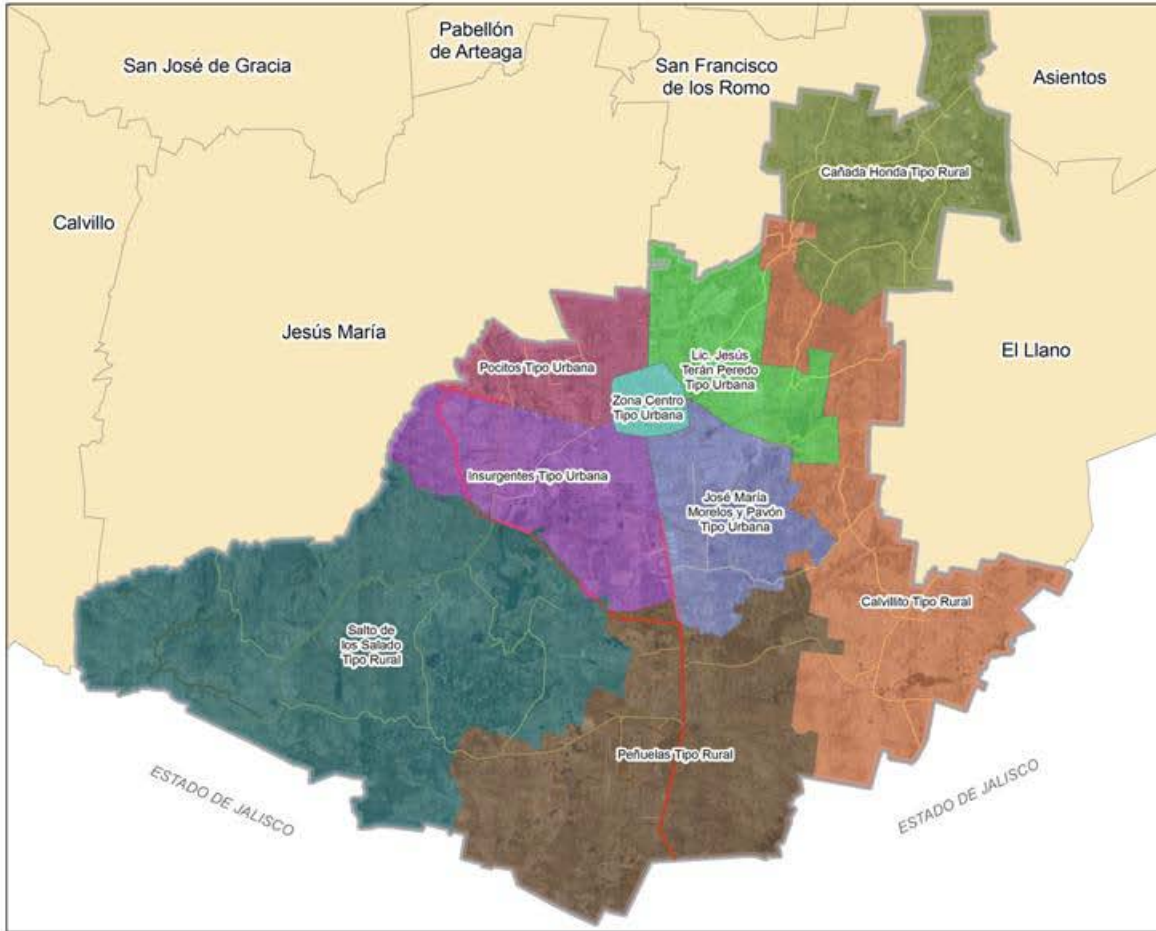 Pabellón
de Arteaga
San José de Gracia
San Francisco
de los Romo
Asientos
Cañada Honda Tipo Rural
Calvillo
Jesús María
El Llano
Lic. Jesús
Terán Peredo
Tipo Urbana
Pocitos Tipo Urbana
Zona Centro
Tipo Urbana
Insurgentes Tipo Urbana
José María
Morelos y Pavón
Tipo Urbana
Calvillito Tipo Rural
Salto de
los Salado
Tipo Rural
Peñuelas Tipo Rural
ESTADO DE JALISCO
ESTADO DE JALISCO